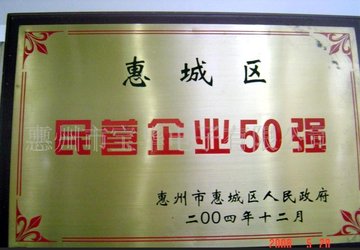 惠城区
民营企业50强
惠州市惠城区人民政府
二〇〇四年十二月